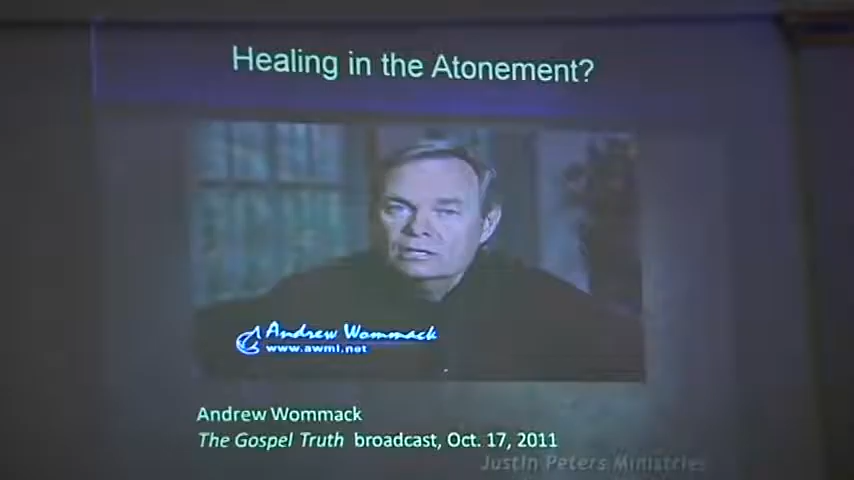 Healing in the Atonement?
Andrew Wommack
www.awmi.net
Andrew Wommack
The Gospel Truth broadcast, Oct. 17, 2011
Justin Peters Ministries